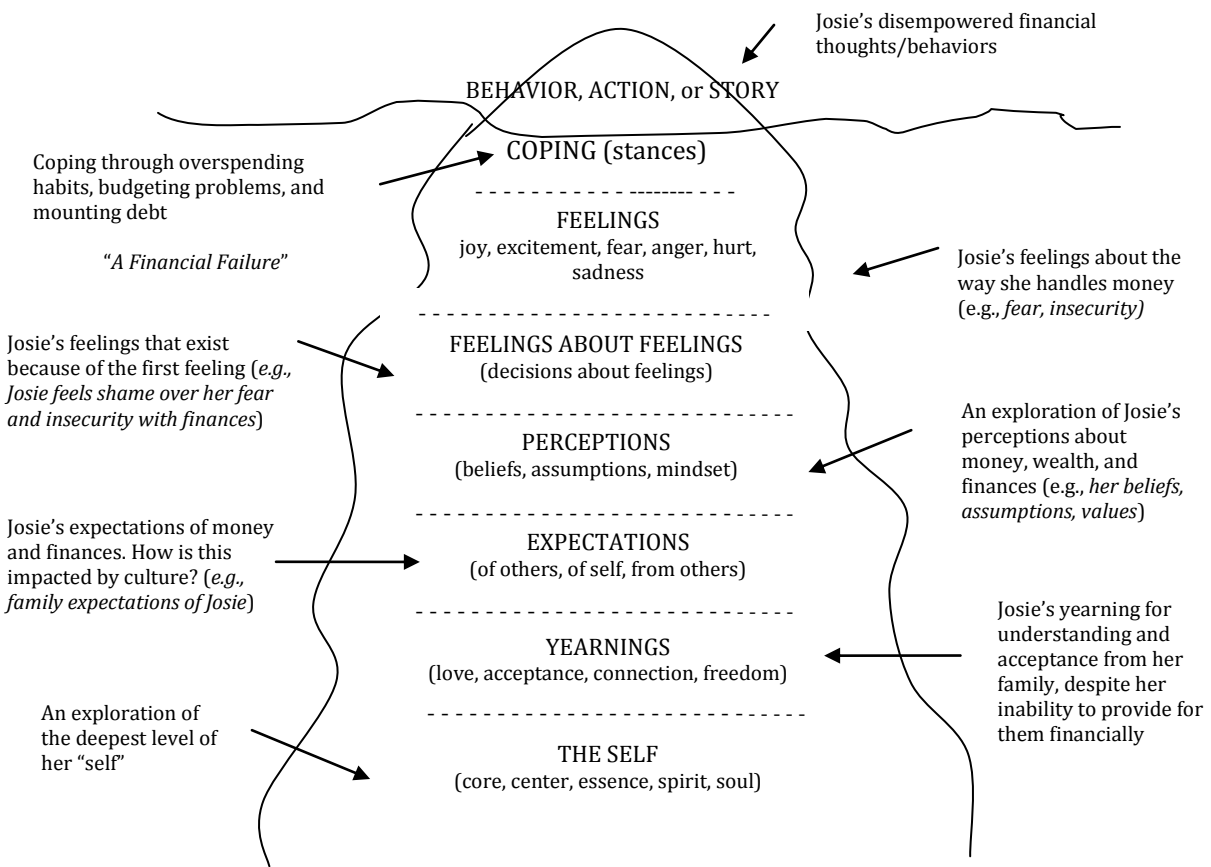 Josie’s disempowered financial
thoughts/behaviors
BEHAVIOR, ACTION, or STORY
COPING (stances)
Coping through overspending
habits, budgeting problems, and
mounting debt
“A Financial Failure”
FEELINGS
joy, excitement, fear, anger, hurt,
sadness
Josie’s feelings about the
way she handles money
(e.g., fear, insecurity)
Josie’s feelings that exist
because of the first feeling (e.g.,
Josie feels shame over her fear
and insecurity with finances)
FEELINGS ABOUT FEELINGS
(decisions about feelings)
PERCEPTIONS
(beliefs, assumptions, mindset)
An exploration of Josie’s
perceptions about
money, wealth, and
finances (e.g., her beliefs,
assumptions, values)
Josie’s expectations of money
and finances. How is this
impacted by culture? (e.g.,
family expectations of Josie)
EXPECTATIONS
(of others, of self, from others)
YEARNINGS
(love, acceptance, connection, freedom)
Josie’s yearning for
understanding and
acceptance from her
family, despite her
inability to provide for
them financially
An exploration of
the deepest level of
her “self”
THE SELF
(core, center, essence, spirit, soul)